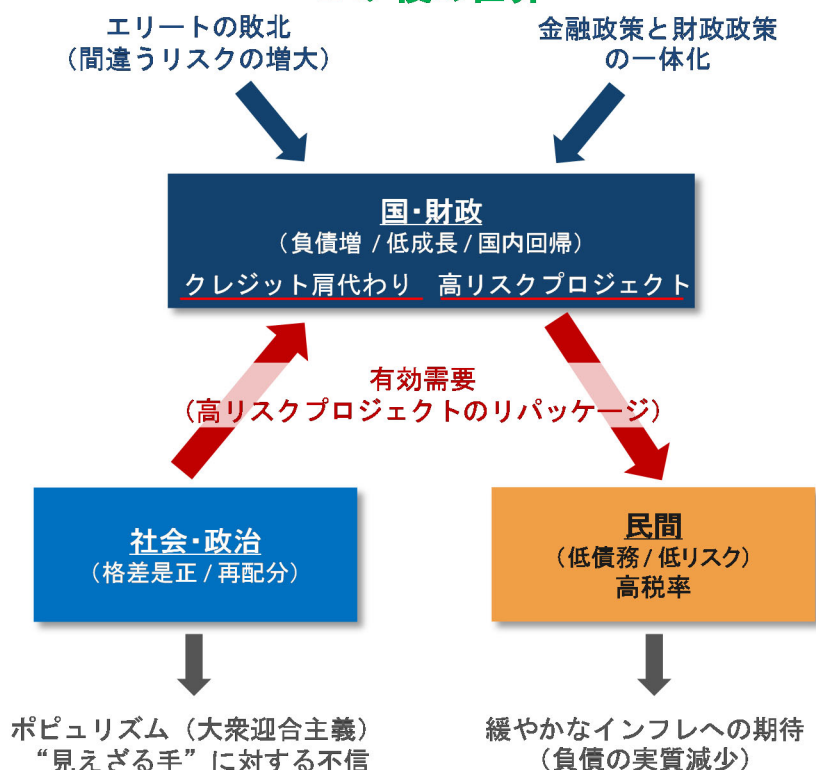 エリートの敗北
(間違うリスクの増大)
金融政策と財政政策
の一体化
国・財政
(負債増 / 低成長 / 国内回帰)
クレジット肩代わり 高リスクプロジェクト
有効需要
(高リスクプロジェクトのリパッケージ)
社会・政治
(格差是正 / 再配分)
民間
(低債務 / 低リスク)
高税率
ポピュリズム(大衆迎合主義)
“見えざる手”に対する不信
緩やかなインフレへの期待
(負債の実質減少)